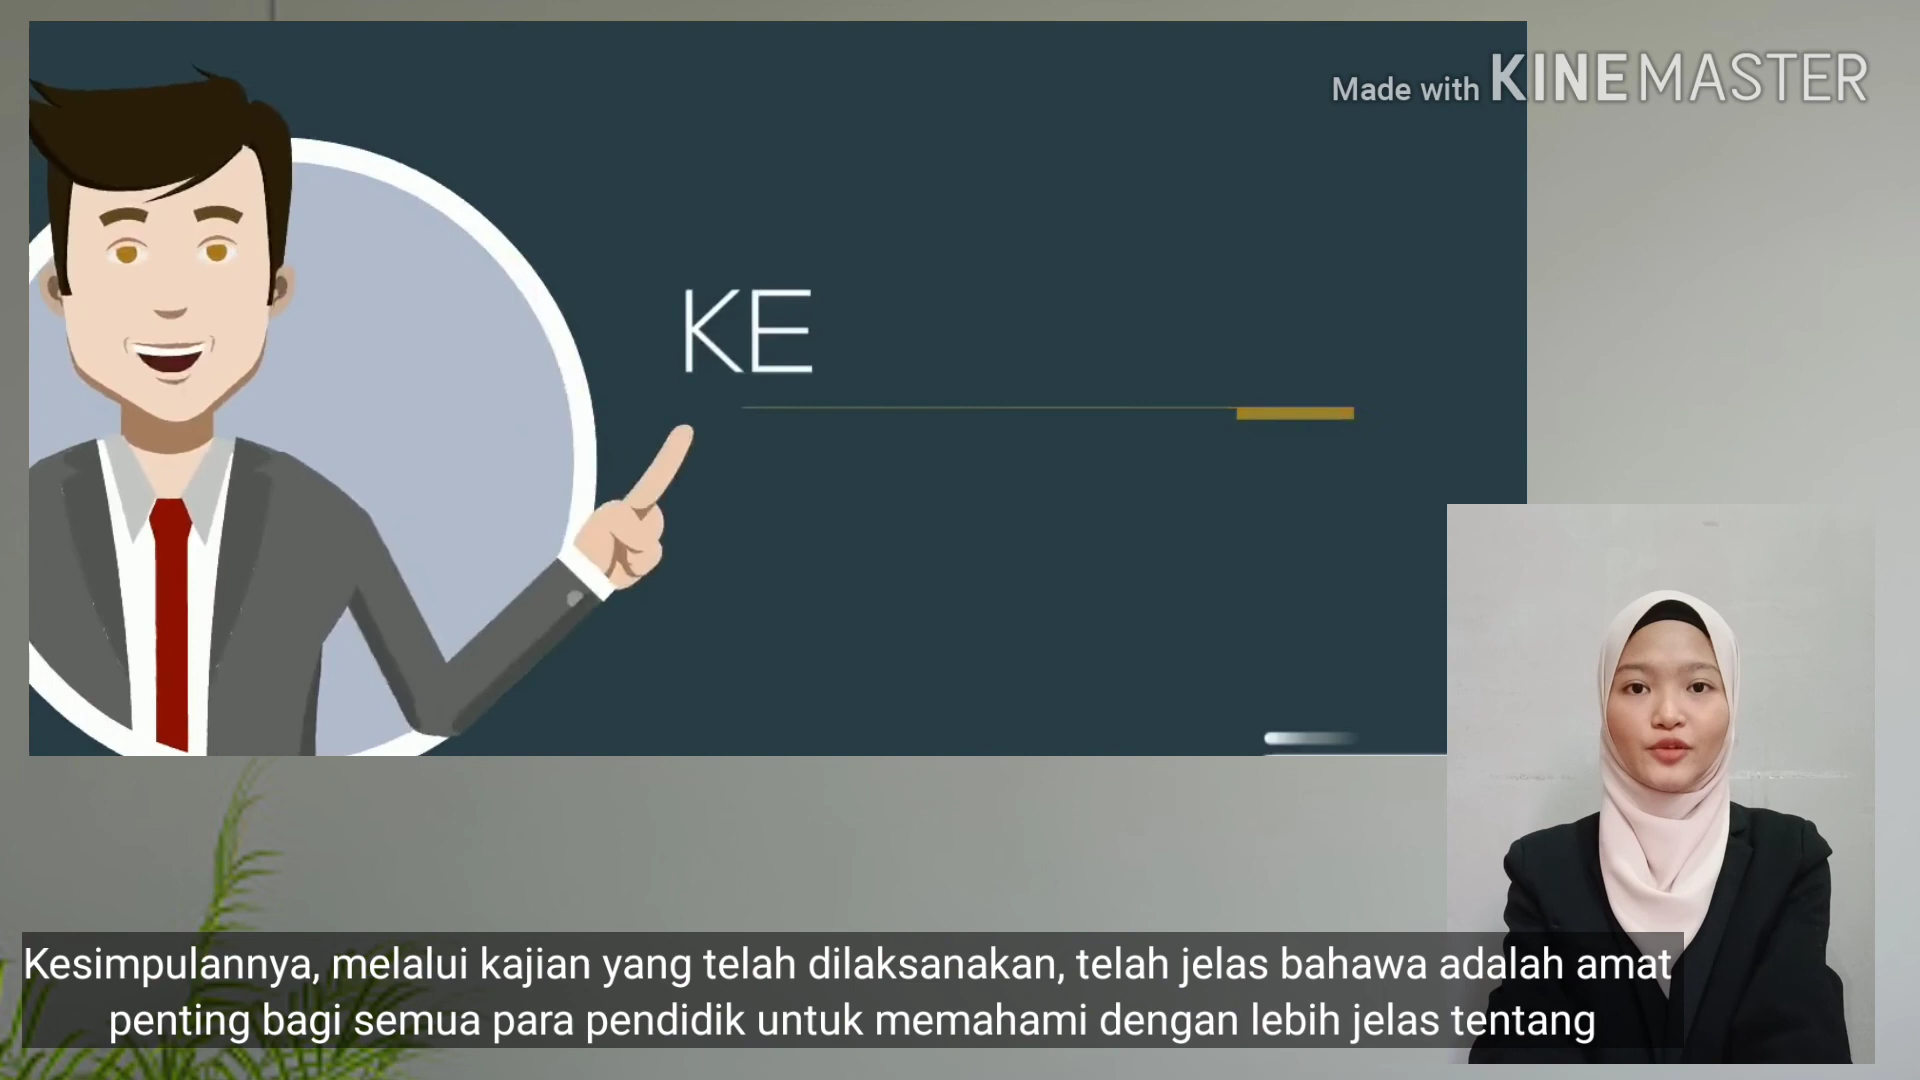 Made with KINEMASTER
KE
Kesimpulannya, melalui kajian yang telah dilaksanakan, telah jelas bahawa adalah amat
penting bagi semua para pendidik untuk memahami dengan lebih jelas tentang